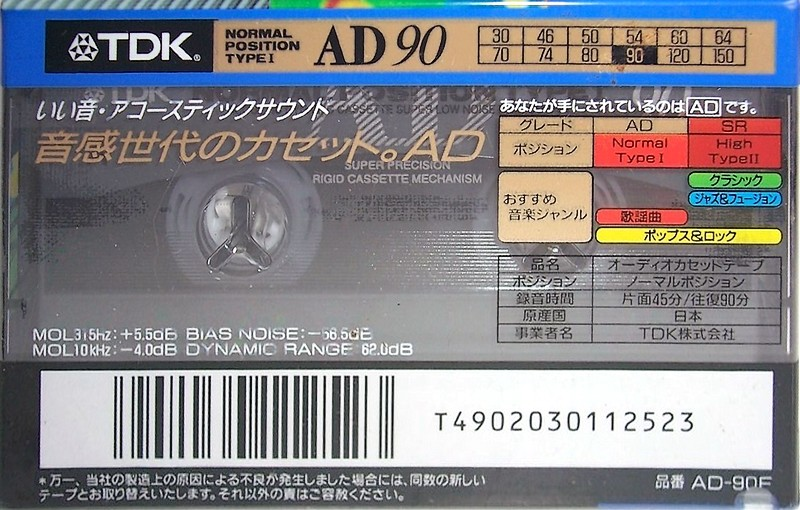 TDK®
NORMAL
POSITION
TYPE I
AD 90
30 46 50 54 60 64
70 74 80 90 120 150
いい音・アコースティックサウンド
音感世代のカセット。AD
CASSETTE SUPER LOW NOISE
SUPER PRECISION
RIGID CASSETTE MECHANISM
あなたが手にされているのはADです。
グレード AD SR
ポジション Normal Type I High Type II
おすすめ
音楽ジャンル
クラシック
ジャズ&フュージョン
歌謡曲
ポップス&ロック
品名 オーディオカセットテープ
ポジション ノーマルポジション
録音時間 片面45分/往復90分
原産国 日本
事業者名 TDK株式会社
MOL315hz:+5.5dB BIAS NOISE:−56.5dB
MOL10kHz:−4.0dB DYNAMIC RANGE 62.0dB
T4902030112523
*万一、当社の製造上の原因による不良が発生しました場合には、同数の新しい
テープとお取り替えいたします。それ以外の責はご容赦ください。
品番 AD-90F